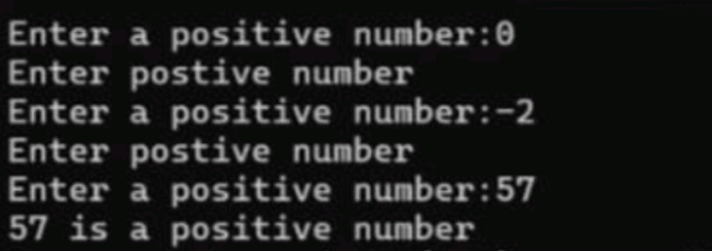 Enter a positive number:0
Enter postive number
Enter a positive number:-2
Enter postive number
Enter a positive number:57
57 is a positive number